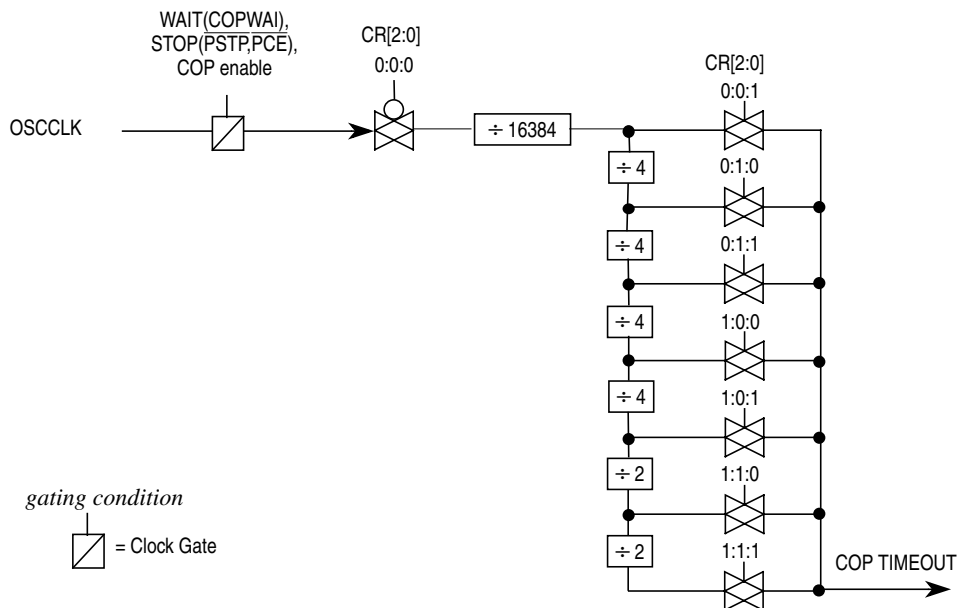 WAIT(COPWAI),
STOP(PSTP,PCE),
COP enable
CR[2:0]
0:0:0
CR[2:0]
0:0:1
OSCCLK
÷ 16384
÷ 4
0:1:0
÷ 4
0:1:1
÷ 4
1:0:0
÷ 4
1:0:1
÷ 2
1:1:0
÷ 2
1:1:1
gating condition
= Clock Gate
COP TIMEOUT